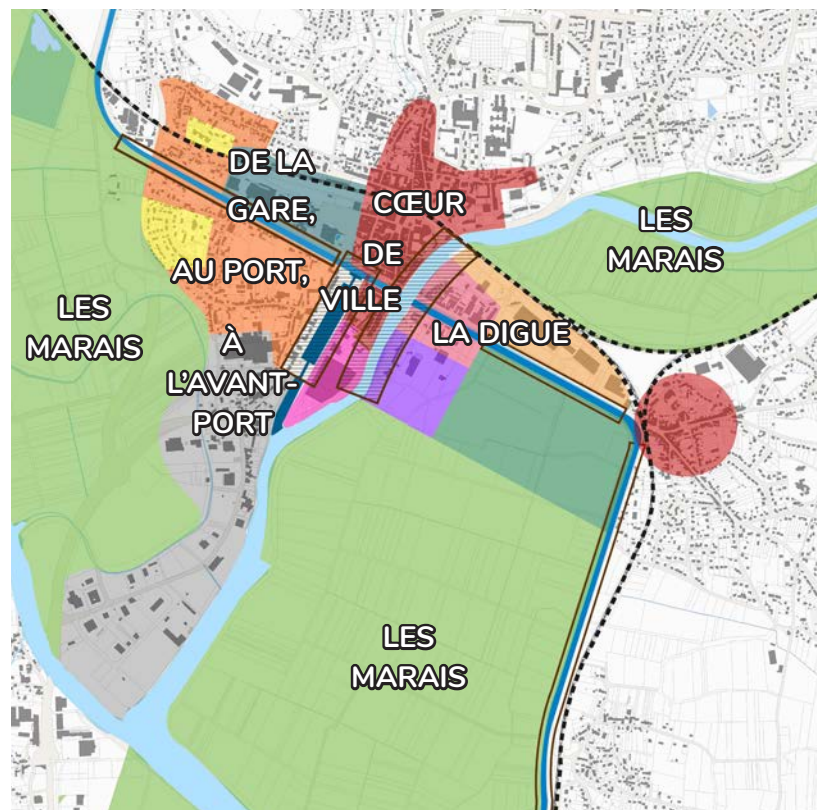 DE LA
GARE,
AU PORT,
À
L'AVANT-
PORT
CŒUR
DE
VILLE
LES
MARAIS
LA DIGUE
LES
MARAIS
LES
MARAIS